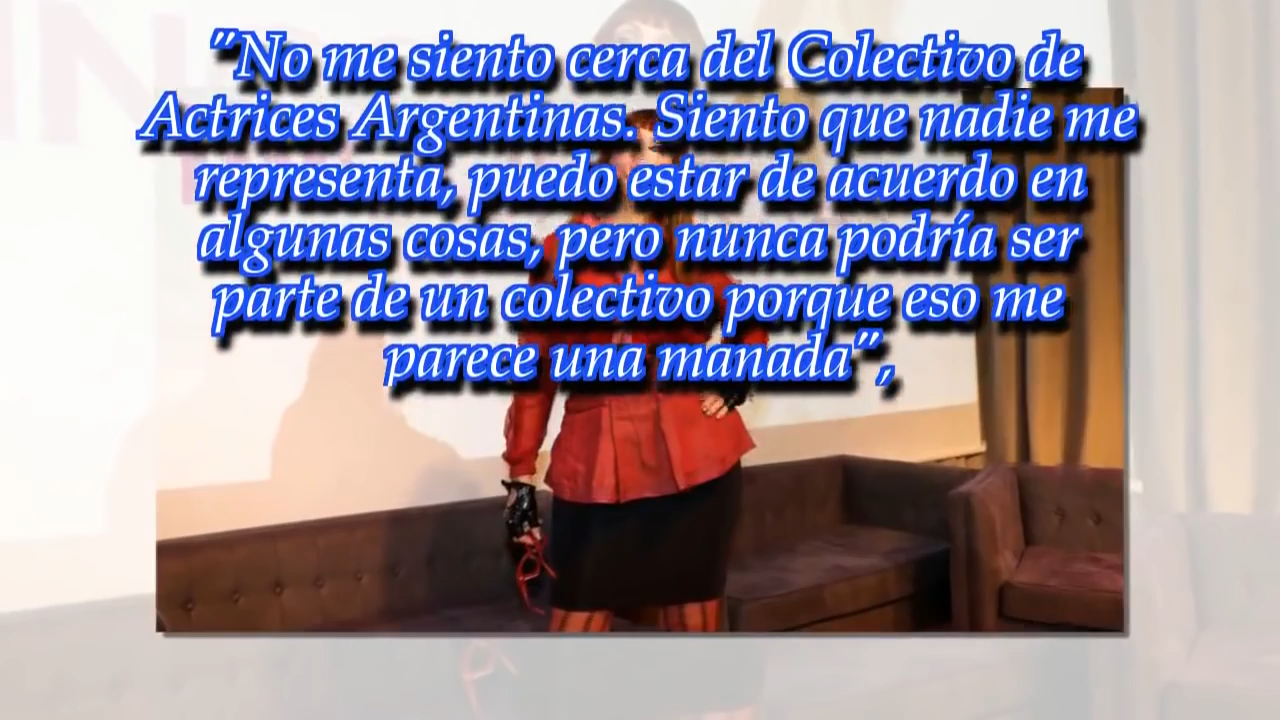 "No me siento cerca del Colectivo de
Actrices Argentinas. Siento que nadie me
representa, puedo estar de acuerdo en
algunas cosas, pero nunca podría ser
parte de un colectivo porque eso me
parece una manada",